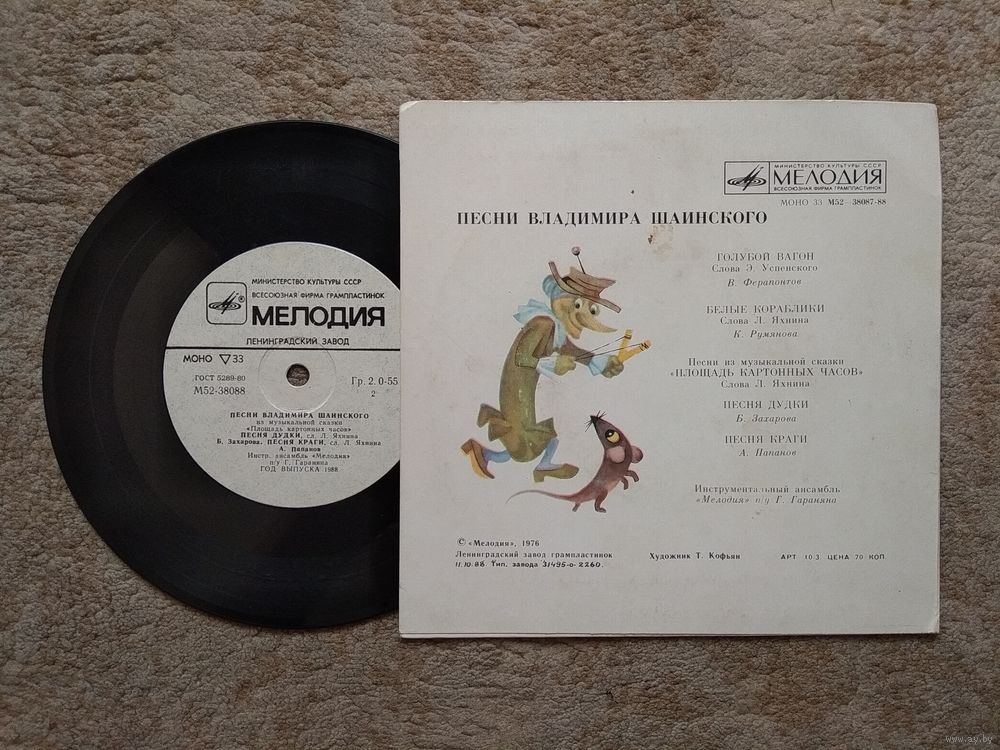 МИНИСТЕРСТВО КУЛЬТУРЫ СССР
ВСЕСОЮЗНАЯ ФИРМА ГРАМПЛАСТИНОК
®
МЕЛОДИЯ
ЛЕНИНГРАДСКИЙ ЗАВОД
МОНО 33
ГОСТ 5289-80
М52-38088
Гр. 2. 0-55
2
ПЕСНИ ВЛАДИМИРА ШАИНСКОГО
из музыкальной сказки
«Площадь картонных часов»
ПЕСНЯ ДУДКИ, сл. Л. Яхнина
Б. Захарова, ПЕСНЯ КРАГИ, сл. Л. Яхнина
А. Папанов
Инстр. ансамбль «Мелодия»
п/у Г. Гараняна
ГОД ВЫПУСКА 1988
МИНИСТЕРСТВО КУЛЬТУРЫ СССР
МЕЛОДИЯ
ВСЕСОЮЗНАЯ ФИРМА ГРАМПЛАСТИНОК
МОНО 33 М52—38087-88
ПЕСНИ ВЛАДИМИРА ШАИНСКОГО
ГОЛУБОЙ ВАГОН
Слова Э. Успенского
В. Ферапонтов
БЕЛЫЕ КОРАБЛИКИ
Слова Л. Яхнина
К. Румянова
Песни из музыкальной сказки
«ПЛОЩАДЬ КАРТОННЫХ ЧАСОВ»
Слова Л. Яхнина
ПЕСНЯ ДУДКИ
Б. Захарова
ПЕСНЯ КРАГИ
А. Папанов
Инструментальный ансамбль
«Мелодия» п/у Г. Гараняна
© «Мелодия», 1976
Ленинградский завод грампластинок
11.10.88. Тип. завода 31495-о-2260.
Художник Т. Кофьян
АРТ. 10-3. ЦЕНА 70 КОП.
www.ay.by